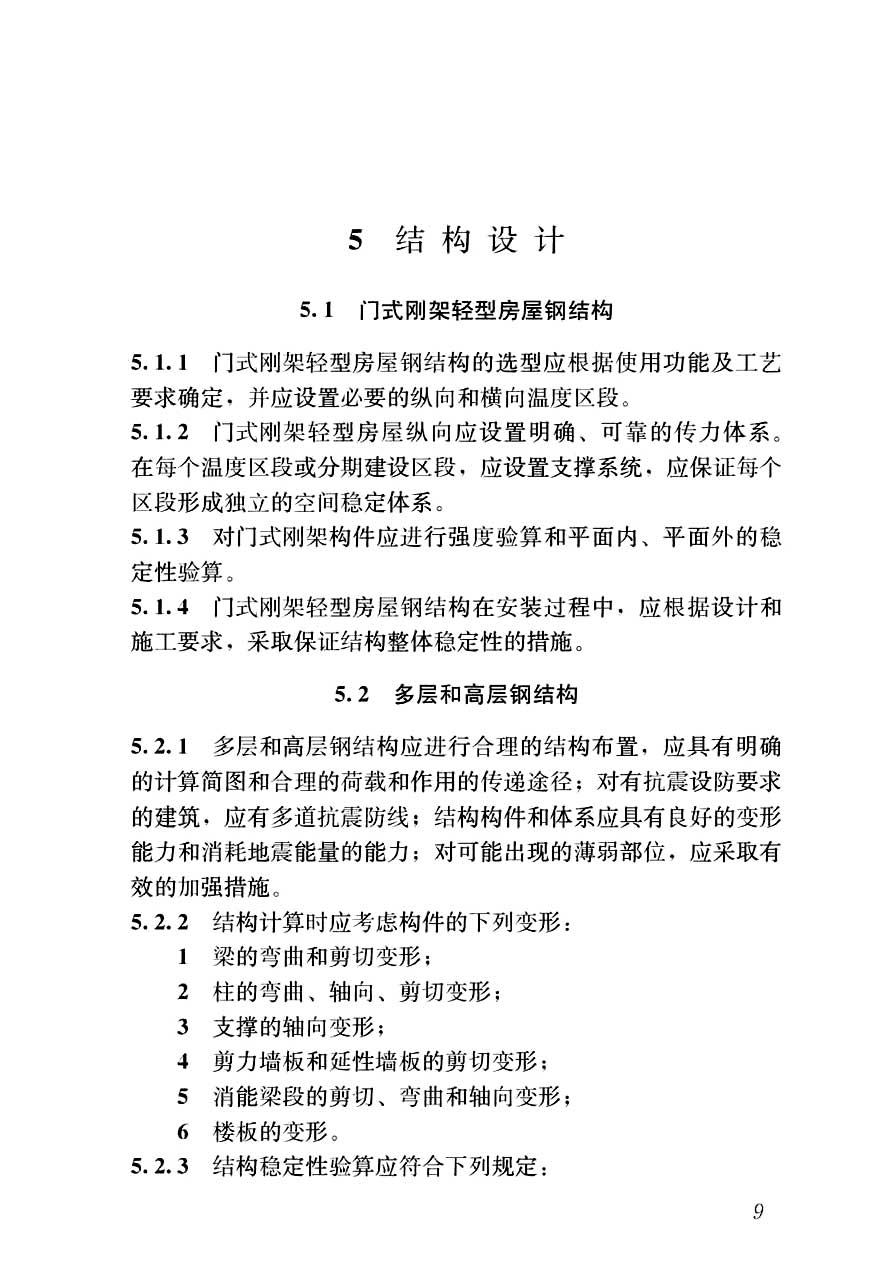 5 结构设计
5.1 门式刚架轻型房屋钢结构
5.1.1 门式刚架轻型房屋钢结构的选型应根据使用功能及工艺
要求确定，并应设置必要的纵向和横向温度区段。
5.1.2 门式刚架轻型房屋纵向应设置明确、可靠的传力体系。
在每个温度区段或分期建设区段，应设置支撑系统，应保证每个
区段形成独立的空间稳定体系。
5.1.3 对门式刚架构件应进行强度验算和平面内、平面外的稳
定性验算。
5.1.4 门式刚架轻型房屋钢结构在安装过程中，应根据设计和
施工要求，采取保证结构整体稳定性的措施。
5.2 多层和高层钢结构
5.2.1 多层和高层钢结构应进行合理的结构布置，应具有明确
的计算简图和合理的荷载和作用的传递途径；对有抗震设防要求
的建筑，应有多道抗震防线；结构构件和体系应具有良好的变形
能力和消耗地震能量的能力；对可能出现的薄弱部位，应采取有
效的加强措施。
5.2.2 结构计算时应考虑构件的下列变形：
1 梁的弯曲和剪切变形；
2 柱的弯曲、轴向、剪切变形；
3 支撑的轴向变形；
4 剪力墙板和延性墙板的剪切变形；
5 消能梁段的剪切、弯曲和轴向变形；
6 楼板的变形。
5.2.3 结构稳定性验算应符合下列规定：
9